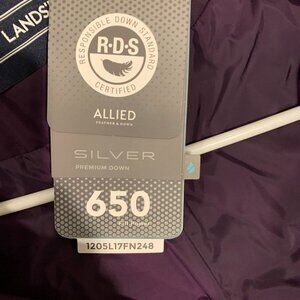 LANDS'
RESPONSIBLE DOWN STANDARD
R·D·S
CERTIFIED
ALLIED
FEATHER & DOWN
SILVER
PREMIUM DOWN
650
1205L17FN248